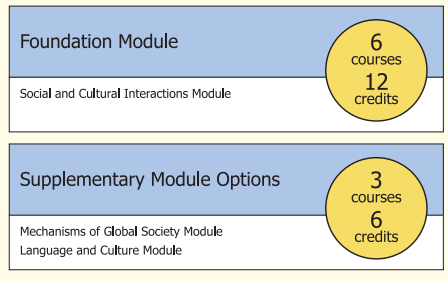 Foundation Module
6
courses
12
credits
Social and Cultural Interactions Module
Supplementary Module Options
3
courses
6
credits
Mechanisms of Global Society Module
Language and Culture Module